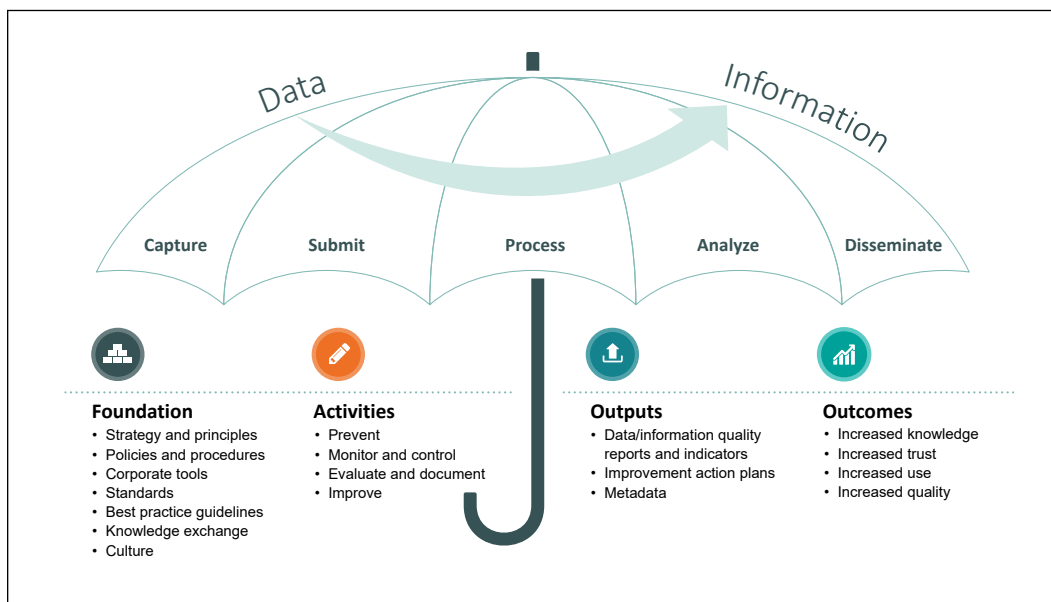 Data
Information
Capture
Submit
Process
Analyze
Disseminate
Foundation
• Strategy and principles
• Policies and procedures
• Corporate tools
• Standards
• Best practice guidelines
• Knowledge exchange
• Culture
Activities
• Prevent
• Monitor and control
• Evaluate and document
• Improve
Outputs
• Data/information quality
reports and indicators
• Improvement action plans
• Metadata
Outcomes
• Increased knowledge
• Increased trust
• Increased use
• Increased quality